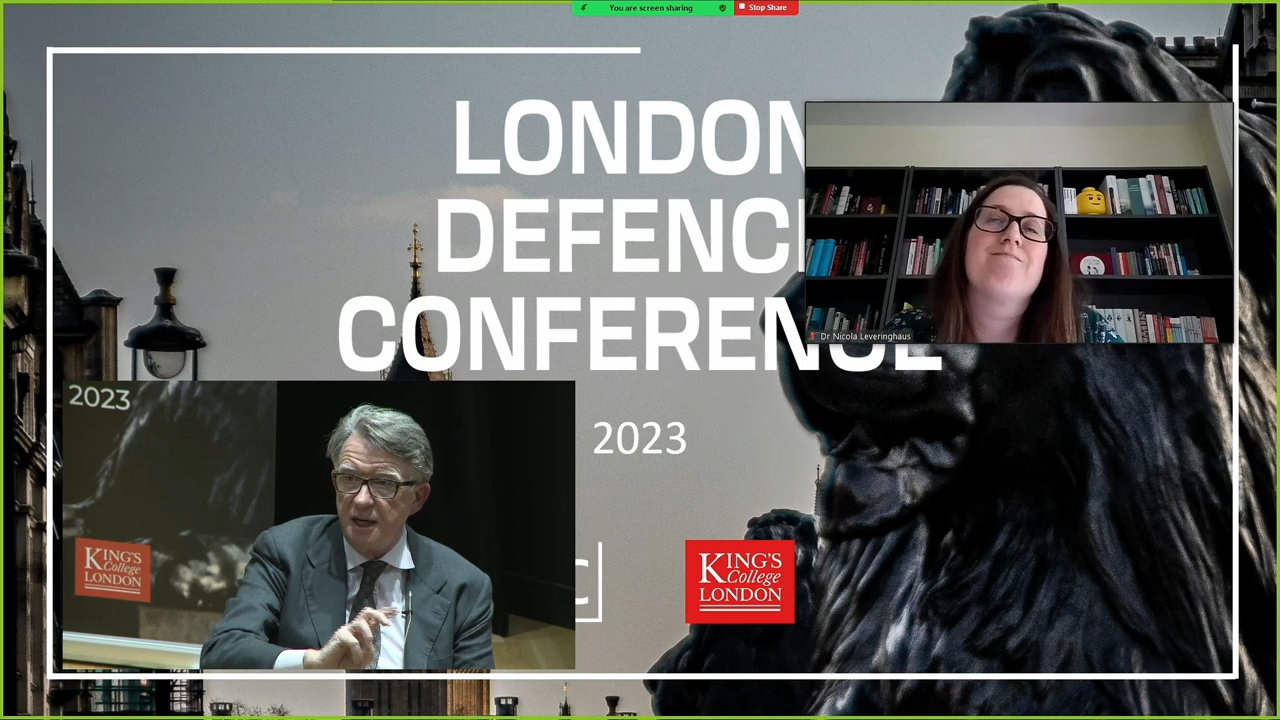 You are screen sharing
Stop Share
LONDON
DEFENC
CONFERENCE
2023
Dr Nicola Leveringhaus
2023
KING'S
College
LONDON
C
KING'S
College
LONDON